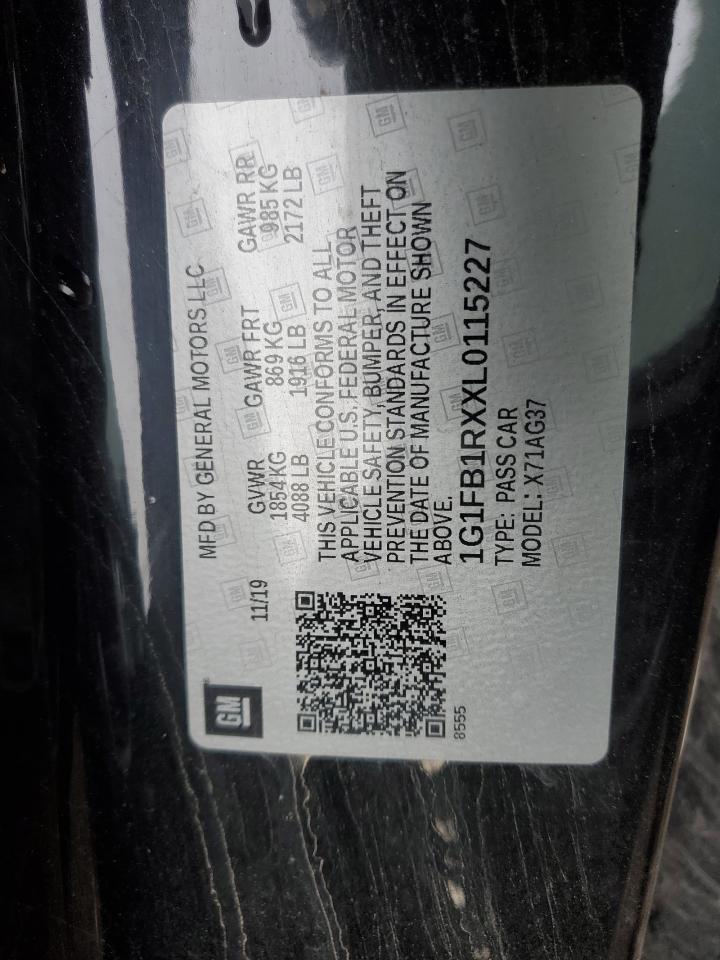 GM
11/19
MFD BY GENERAL MOTORS LLC
GVWR GAWR FRT GAWR RR
1854 KG 869 KG 985 KG
4088 LB 1916 LB 2172 LB
THIS VEHICLE CONFORMS TO ALL
APPLICABLE U.S. FEDERAL MOTOR
VEHICLE SAFETY, BUMPER, AND THEFT
PREVENTION STANDARDS IN EFFECT ON
THE DATE OF MANUFACTURE SHOWN
ABOVE.
1G1FB1RXXL0115227
TYPE: PASS CAR
MODEL: X71AG37
8555